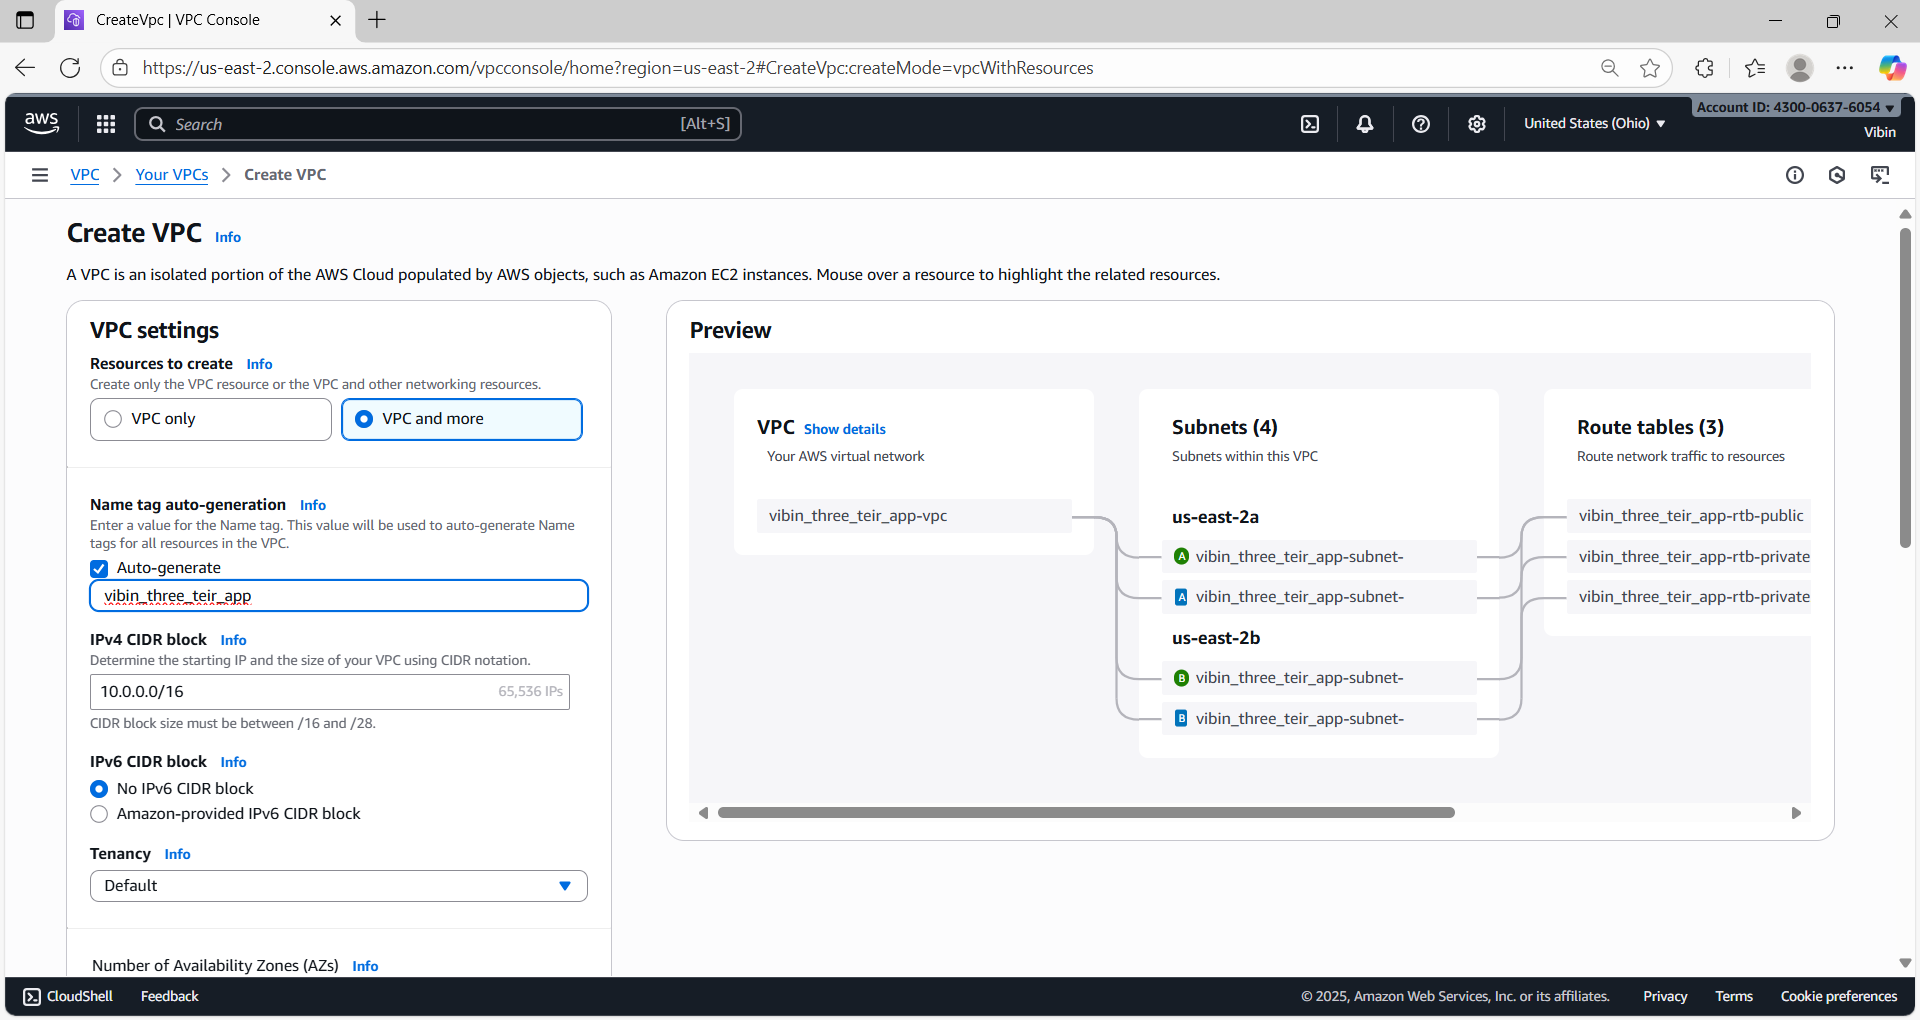 CreateVpc | VPC Console
https://us-east-2.console.aws.amazon.com/vpcconsole/home?region=us-east-2#CreateVpc:createMode=vpcWithResources
aws
Search [Alt+S]
United States (Ohio)
Account ID: 4300-0637-6054
Vibin
VPC > Your VPCs > Create VPC
Create VPC Info
A VPC is an isolated portion of the AWS Cloud populated by AWS objects, such as Amazon EC2 instances. Mouse over a resource to highlight the related resources.
VPC settings
Resources to create Info
Create only the VPC resource or the VPC and other networking resources.
VPC only
VPC and more
Name tag auto-generation Info
Enter a value for the Name tag. This value will be used to auto-generate Name
tags for all resources in the VPC.
Auto-generate
vibin_three_teir_app
IPv4 CIDR block Info
Determine the starting IP and the size of your VPC using CIDR notation.
10.0.0.0/16 65,536 IPs
CIDR block size must be between /16 and /28.
IPv6 CIDR block Info
No IPv6 CIDR block
Amazon-provided IPv6 CIDR block
Tenancy Info
Default
Number of Availability Zones (AZs) Info
Preview
VPC Show details
Your AWS virtual network
vibin_three_teir_app-vpc
Subnets (4)
Subnets within this VPC
us-east-2a
A vibin_three_teir_app-subnet-
A vibin_three_teir_app-subnet-
us-east-2b
B vibin_three_teir_app-subnet-
B vibin_three_teir_app-subnet-
Route tables (3)
Route network traffic to resources
vibin_three_teir_app-rtb-public
vibin_three_teir_app-rtb-private
vibin_three_teir_app-rtb-private
CloudShell Feedback © 2025, Amazon Web Services, Inc. or its affiliates. Privacy Terms Cookie preferences